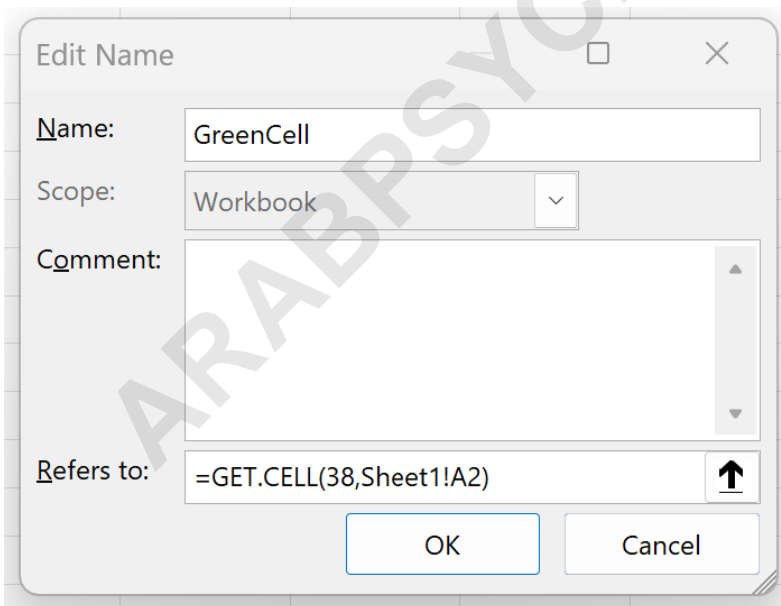 Edit Name
Name: GreenCell
Scope: Workbook
Comment:
Refers to: =GET.CELL(38,Sheet1!A2)
OK Cancel
ARABPSYC